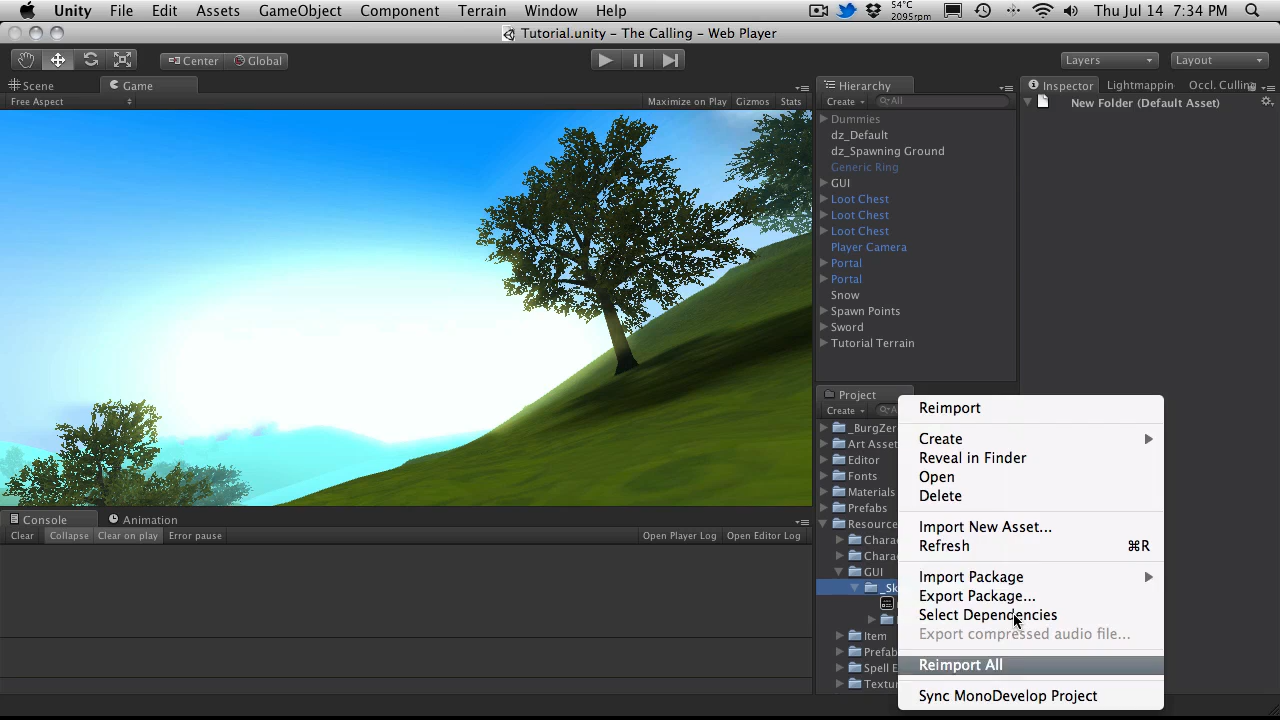 Unity File Edit Assets GameObject Component Terrain Window Help 54°C 2095rpm Thu Jul 14 7:34 PM
Tutorial.unity – The Calling – Web Player
Center Global Layers Layout
Scene Game Hierarchy Inspector Lightmappin Occl. Culling
Free Aspect Maximize on Play Gizmos Stats Create All New Folder (Default Asset)
Dummies
dz_Default
dz_Spawning Ground
Generic Ring
GUI
Loot Chest
Loot Chest
Loot Chest
Player Camera
Portal
Portal
Snow
Spawn Points
Sword
Tutorial Terrain
Project
Create
_BurgZer
Art Asset
Editor
Fonts
Materials
Prefabs
Resource
Chara
Chara
GUI
_Sk
Item
Prefab
Spell E
Textu
Reimport
Create
Reveal in Finder
Open
Delete
Import New Asset...
Refresh ⌘R
Import Package
Export Package...
Select Dependencies
Export compressed audio file...
Reimport All
Sync MonoDevelop Project
Console Animation
Clear Collapse Clear on play Error pause Open Player Log Open Editor Log